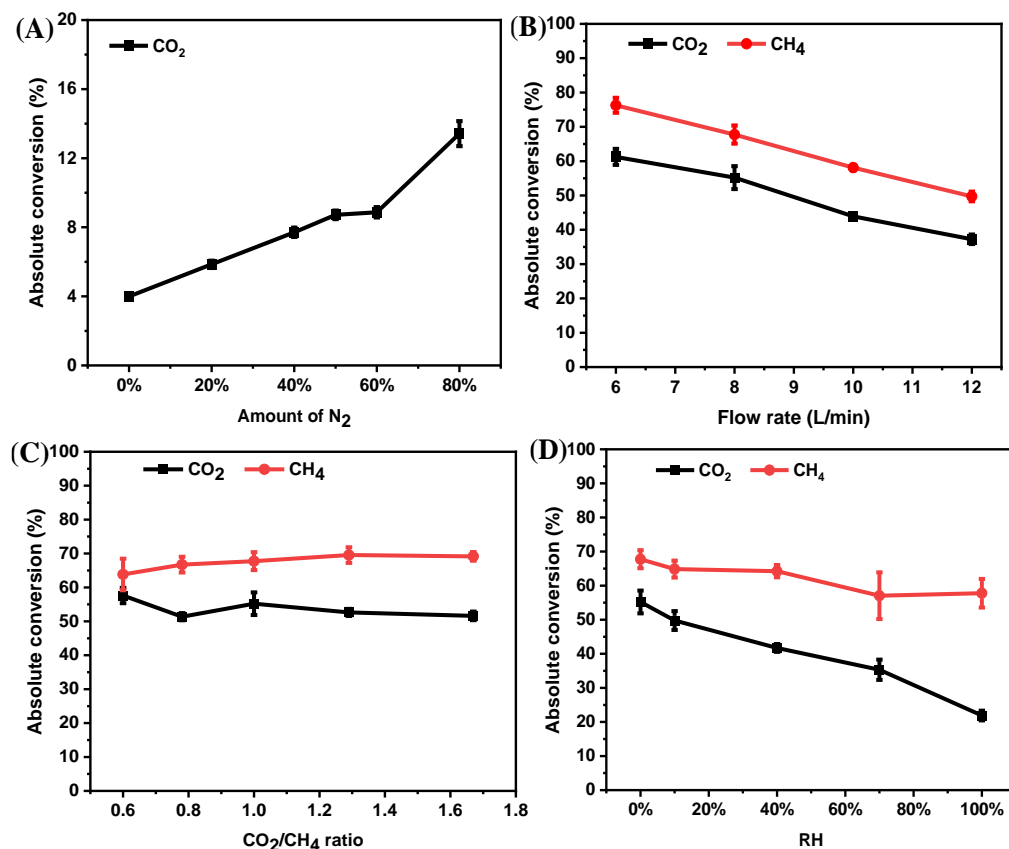 (A)
CO2
20
16
12
8
4
0
Absolute conversion (%)
0% 20% 40% 60% 80%
Amount of N2
(B)
CO2 CH4
100
90
80
70
60
50
40
30
20
10
0
Absolute conversion (%)
6 7 8 9 10 11 12
Flow rate (L/min)
(C)
CO2 CH4
100
90
80
70
60
50
40
30
20
10
0
Absolute conversion (%)
0.6 0.8 1.0 1.2 1.4 1.6 1.8
CO2/CH4 ratio
(D)
CO2 CH4
100
90
80
70
60
50
40
30
20
10
0
Absolute conversion (%)
0% 20% 40% 60% 80% 100%
RH